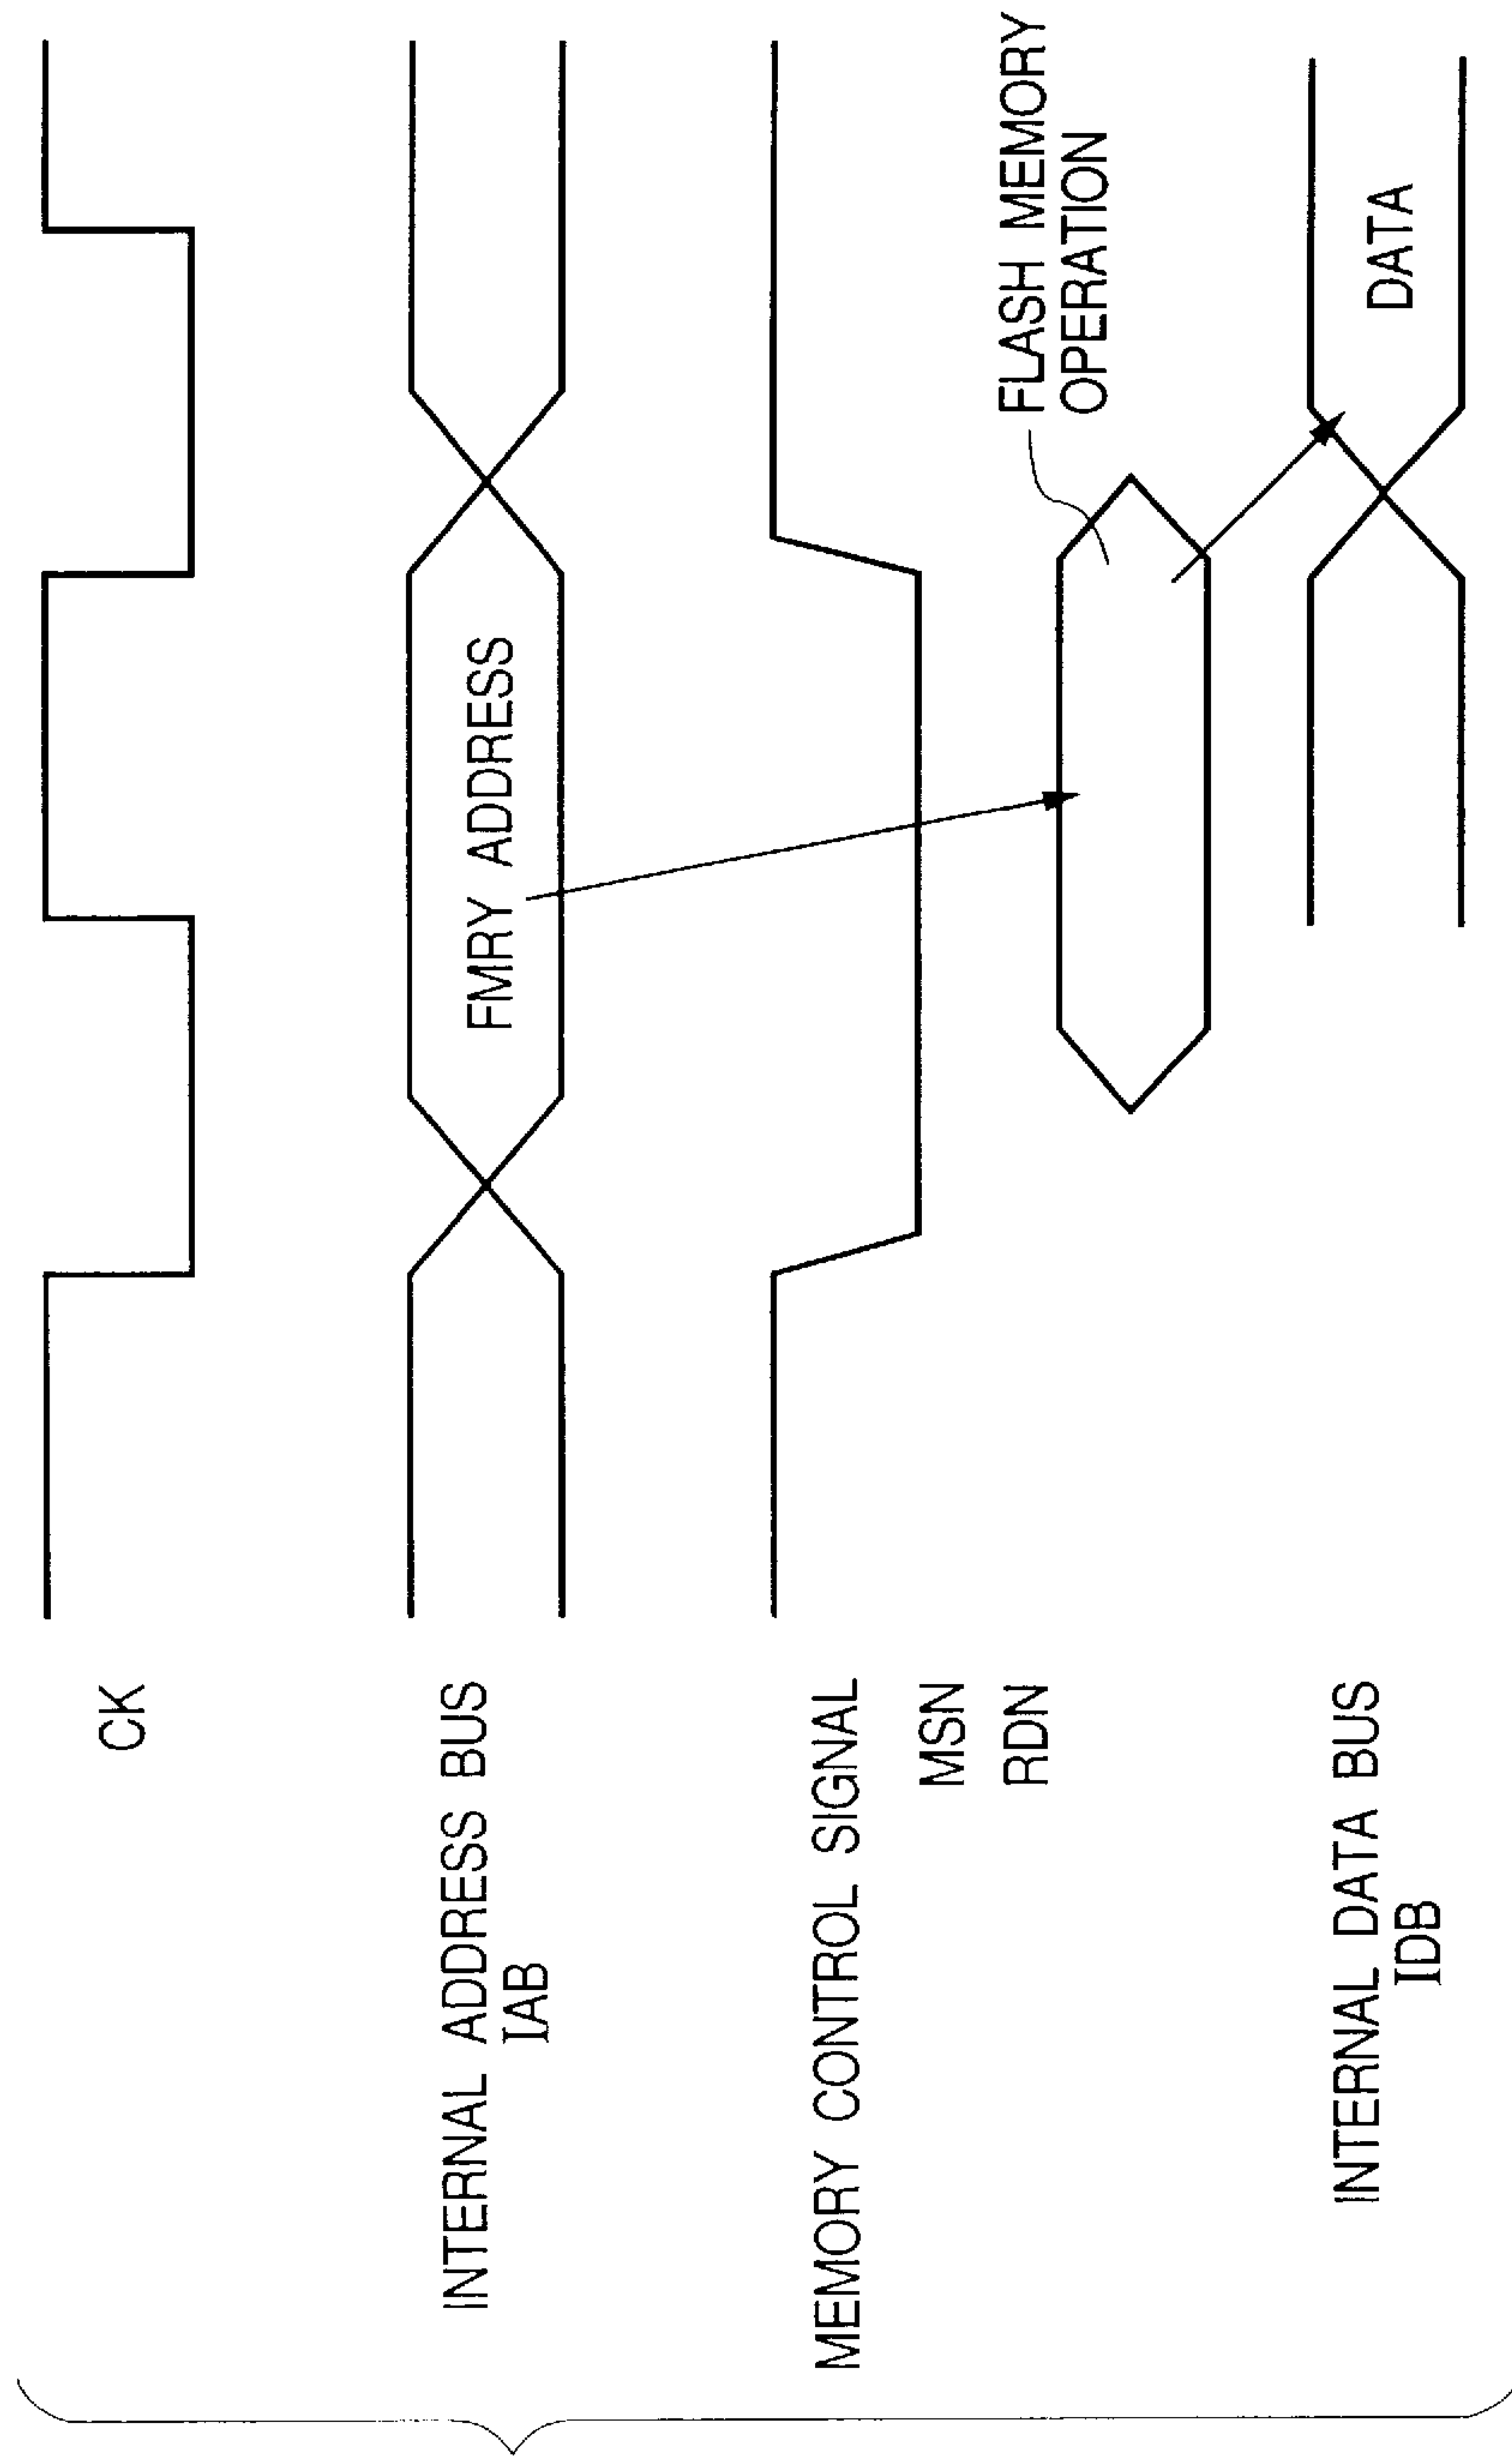 CK
INTERNAL ADDRESS BUS
IAB
FMRY ADDRESS
MEMORY CONTROL SIGNAL
MSN
RDN
FLASH MEMORY
OPERATION
INTERNAL DATA BUS
IDB
DATA